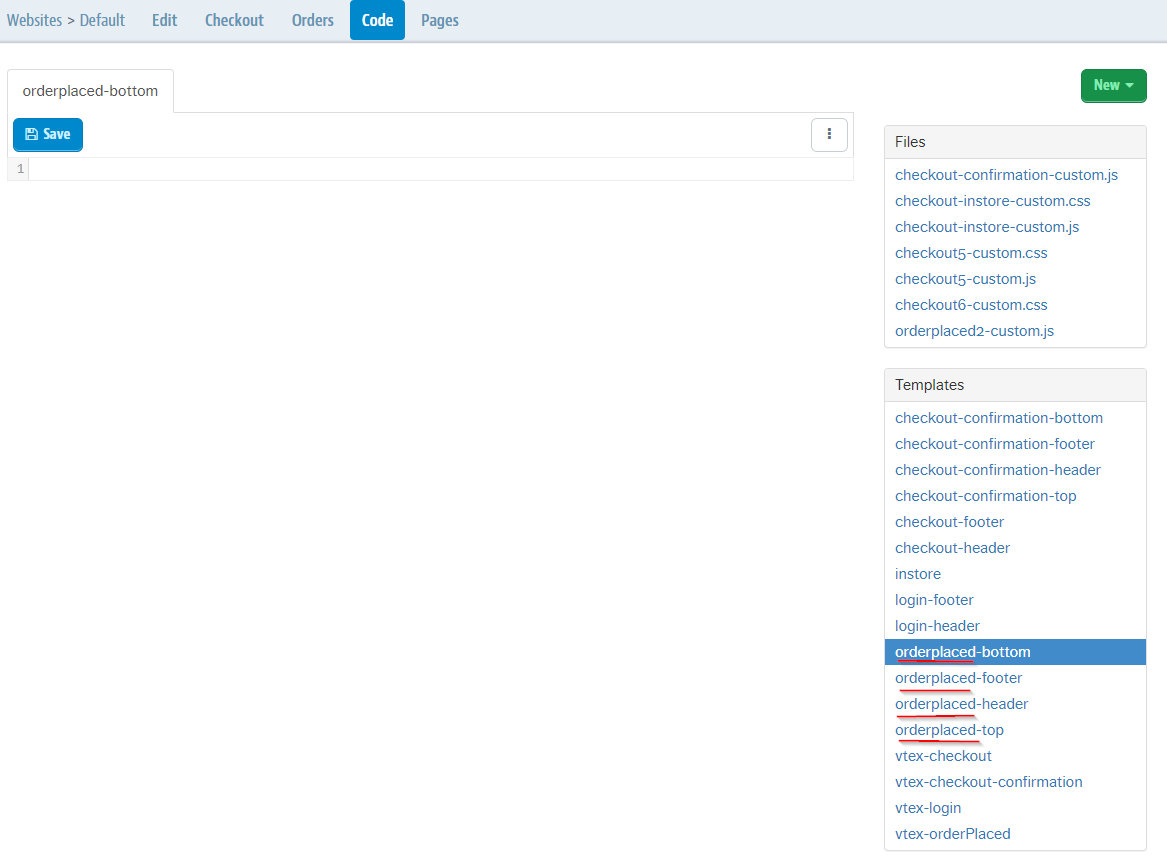 Websites > Default Edit Checkout Orders Code Pages
orderplaced-bottom
New
Save
1
Files
checkout-confirmation-custom.js
checkout-instore-custom.css
checkout-instore-custom.js
checkout5-custom.css
checkout5-custom.js
checkout6-custom.css
orderplaced2-custom.js
Templates
checkout-confirmation-bottom
checkout-confirmation-footer
checkout-confirmation-header
checkout-confirmation-top
checkout-footer
checkout-header
instore
login-footer
login-header
orderplaced-bottom
orderplaced-footer
orderplaced-header
orderplaced-top
vtex-checkout
vtex-checkout-confirmation
vtex-login
vtex-orderPlaced